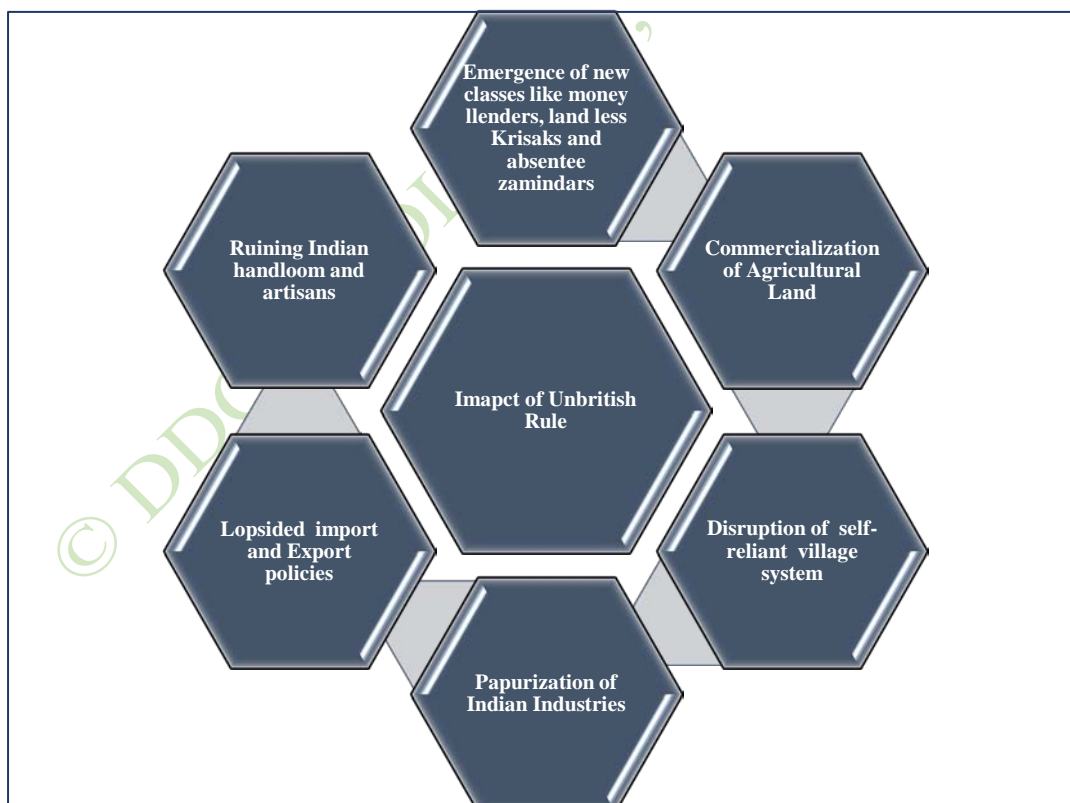 Emergence of new
classes like money
llenders, land less
Krisaks and
absentee
zamindars
Ruining Indian
handloom and
artisans
Commercialization
of Agricultural
Land
Imapct of Unbritish
Rule
Lopsided import
and Export
policies
Disruption of self-
reliant village
system
Papurization of
Indian Industries
© DD